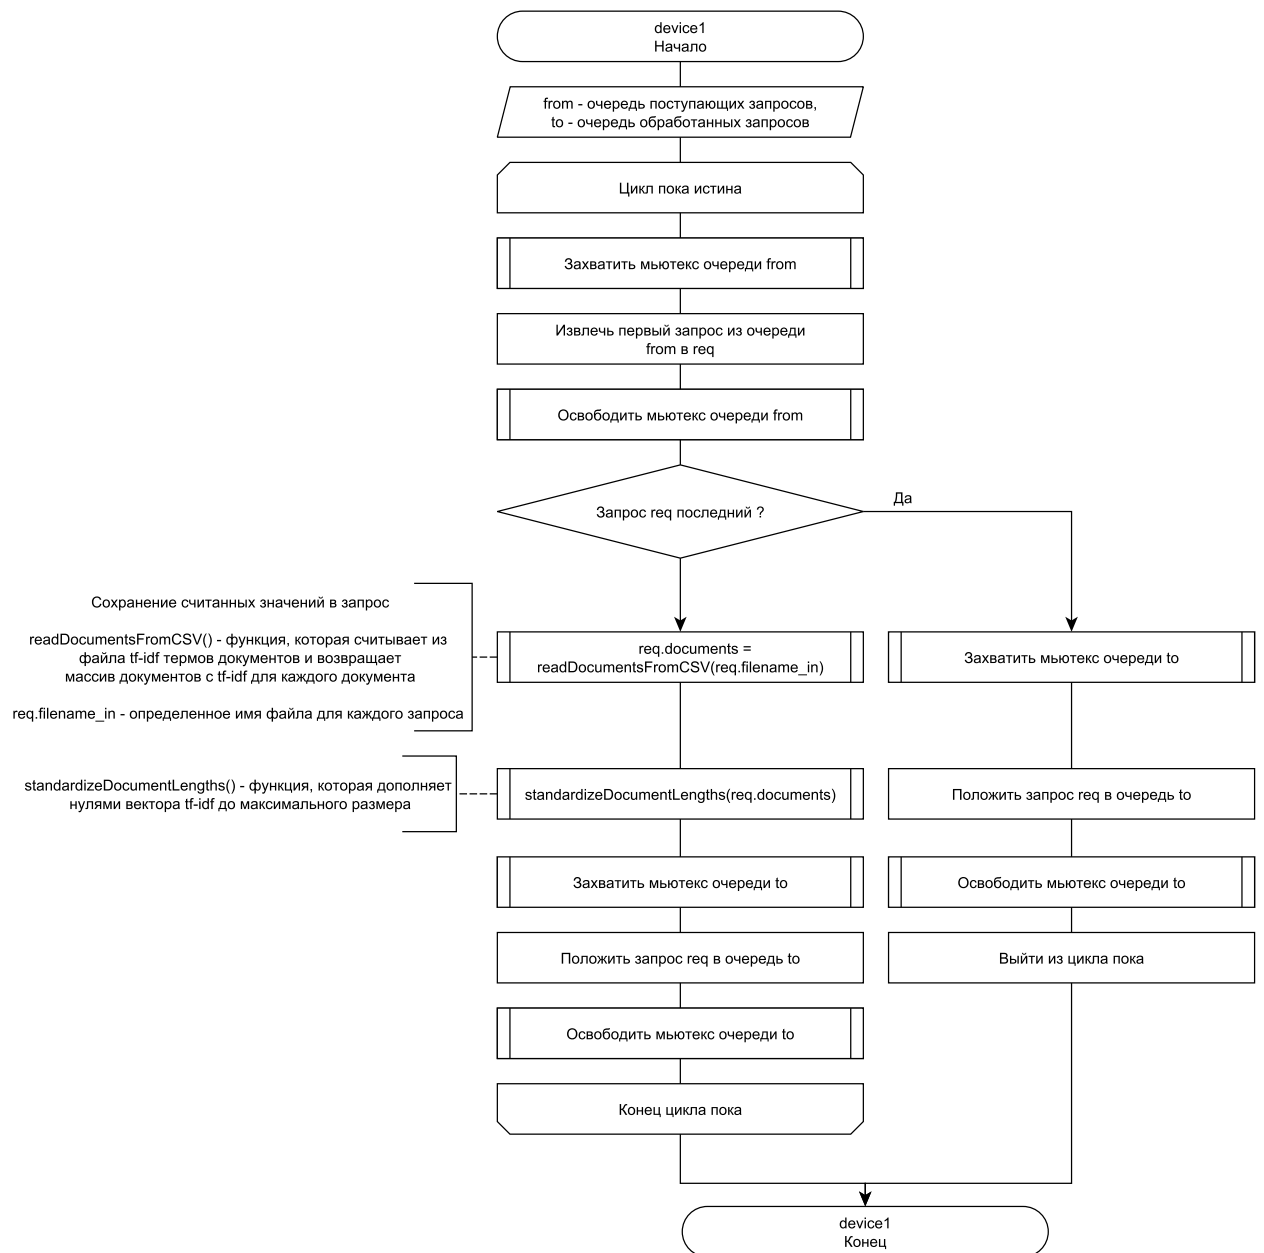 device1
Начало
from - очередь поступающих запросов,
to - очередь обработанных запросов
Цикл пока истина
Захватить мьютекс очереди from
Извлечь первый запрос из очереди
from в req
Освободить мьютекс очереди from
Запрос req последний ?
Да
Сохранение считанных значений в запрос
readDocumentsFromCSV() - функция, которая считывает из
файла tf-idf термов документов и возвращает
массив документов с tf-idf для каждого документа
req.filename_in - определенное имя файла для каждого запроса
req.documents =
readDocumentsFromCSV(req.filename_in)
Захватить мьютекс очереди to
standardizeDocumentLengths() - функция, которая дополняет
нулями вектора tf-idf до максимального размера
standardizeDocumentLengths(req.documents)
Положить запрос req в очередь to
Захватить мьютекс очереди to
Освободить мьютекс очереди to
Положить запрос req в очередь to
Выйти из цикла пока
Освободить мьютекс очереди to
Конец цикла пока
device1
Конец